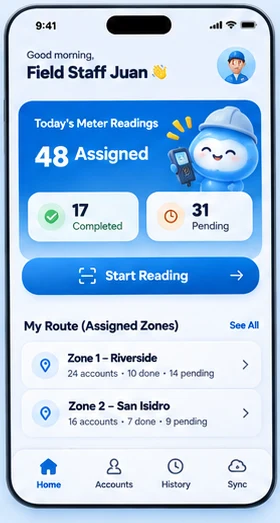 9:41
Good morning,
Field Staff Juan 👋
Today's Meter Readings
48 Assigned
17
Completed
31
Pending
Start Reading
My Route (Assigned Zones)
See All
Zone 1 – Riverside
24 accounts • 10 done • 14 pending
Zone 2 – San Isidro
16 accounts • 7 done • 9 pending
Home
Accounts
History
Sync